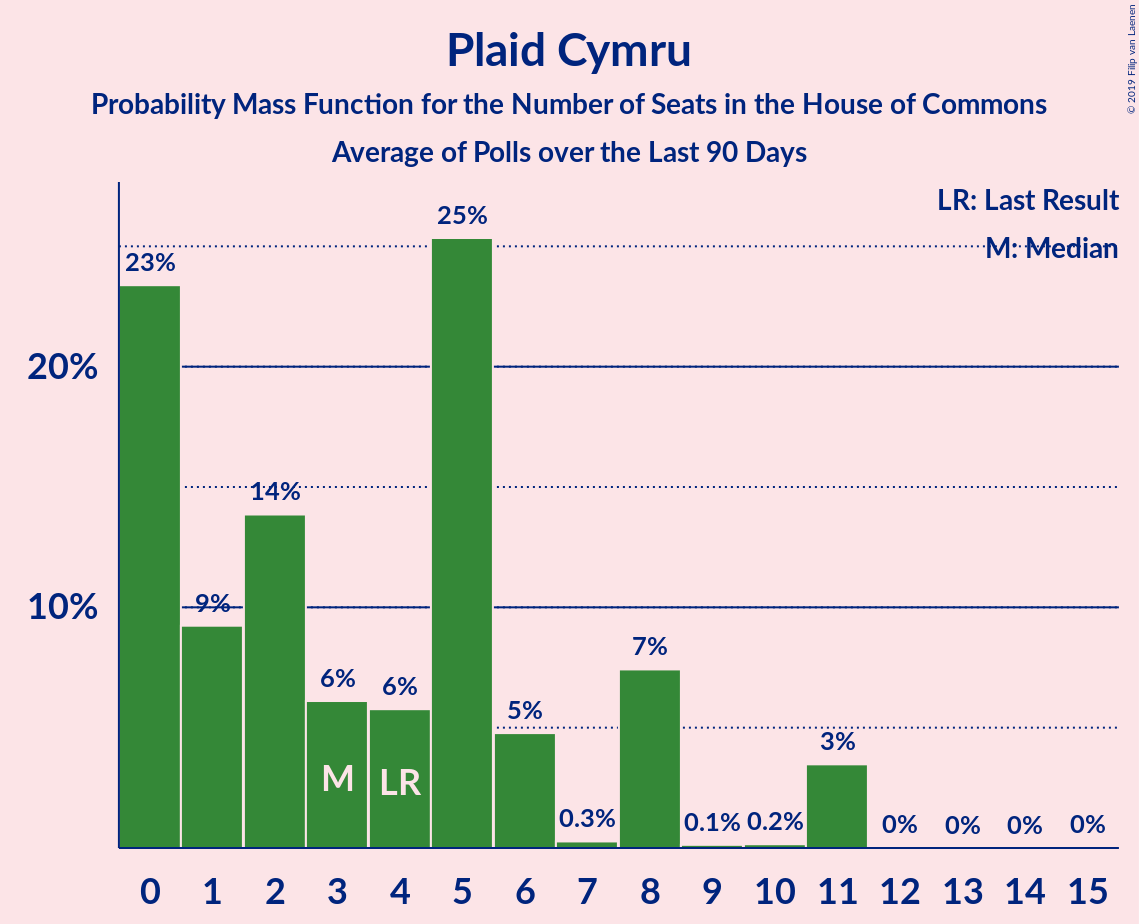 Plaid Cymru
Probability Mass Function for the Number of Seats in the House of Commons
Average of Polls over the Last 90 Days
© 2019 Filip van Laenen
LR: Last Result
M: Median
25%
23%
20%
14%
10%
9%
7%
6%
6%
5%
3%
M
LR
0.3%
0.1%
0.2%
0%
0%
0%
0%
0 1 2 3 4 5 6 7 8 9 10 11 12 13 14 15